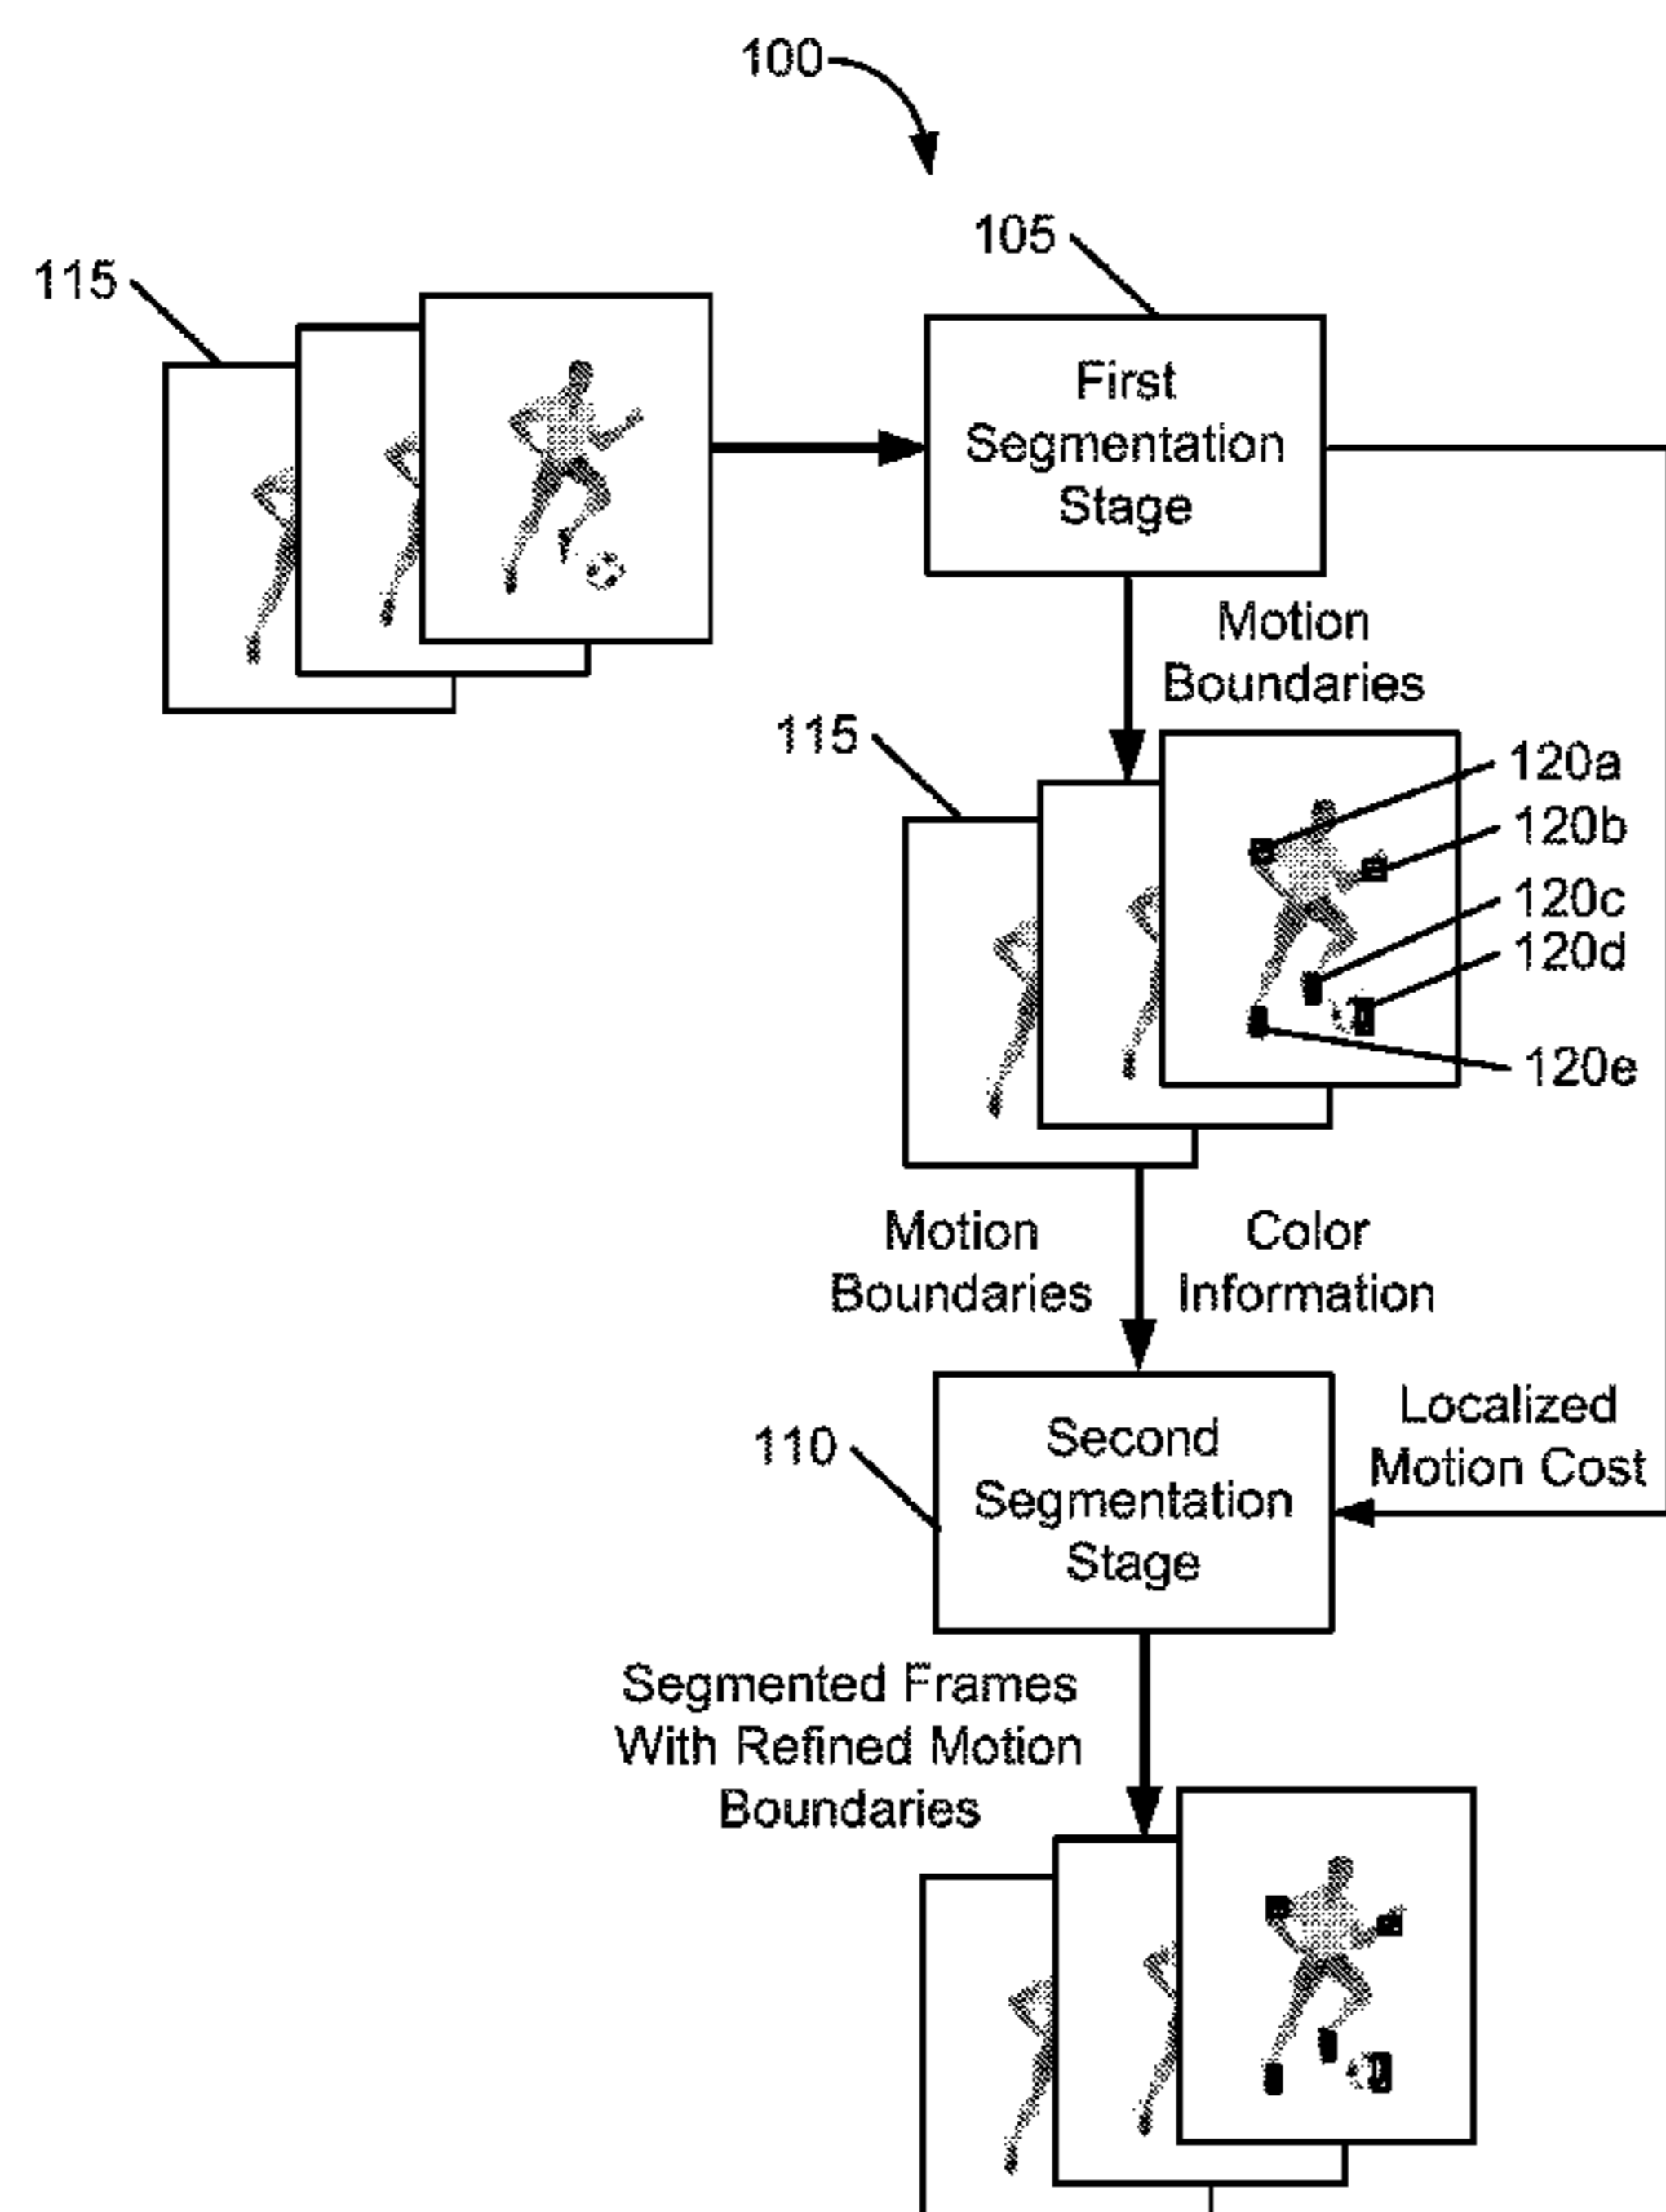 100
105
115
First
Segmentation
Stage
Motion
Boundaries
115
120a
120b
120c
120d
120e
Motion
Boundaries
Color
Information
Localized
Motion Cost
110
Second
Segmentation
Stage
Segmented Frames
With Refined Motion
Boundaries